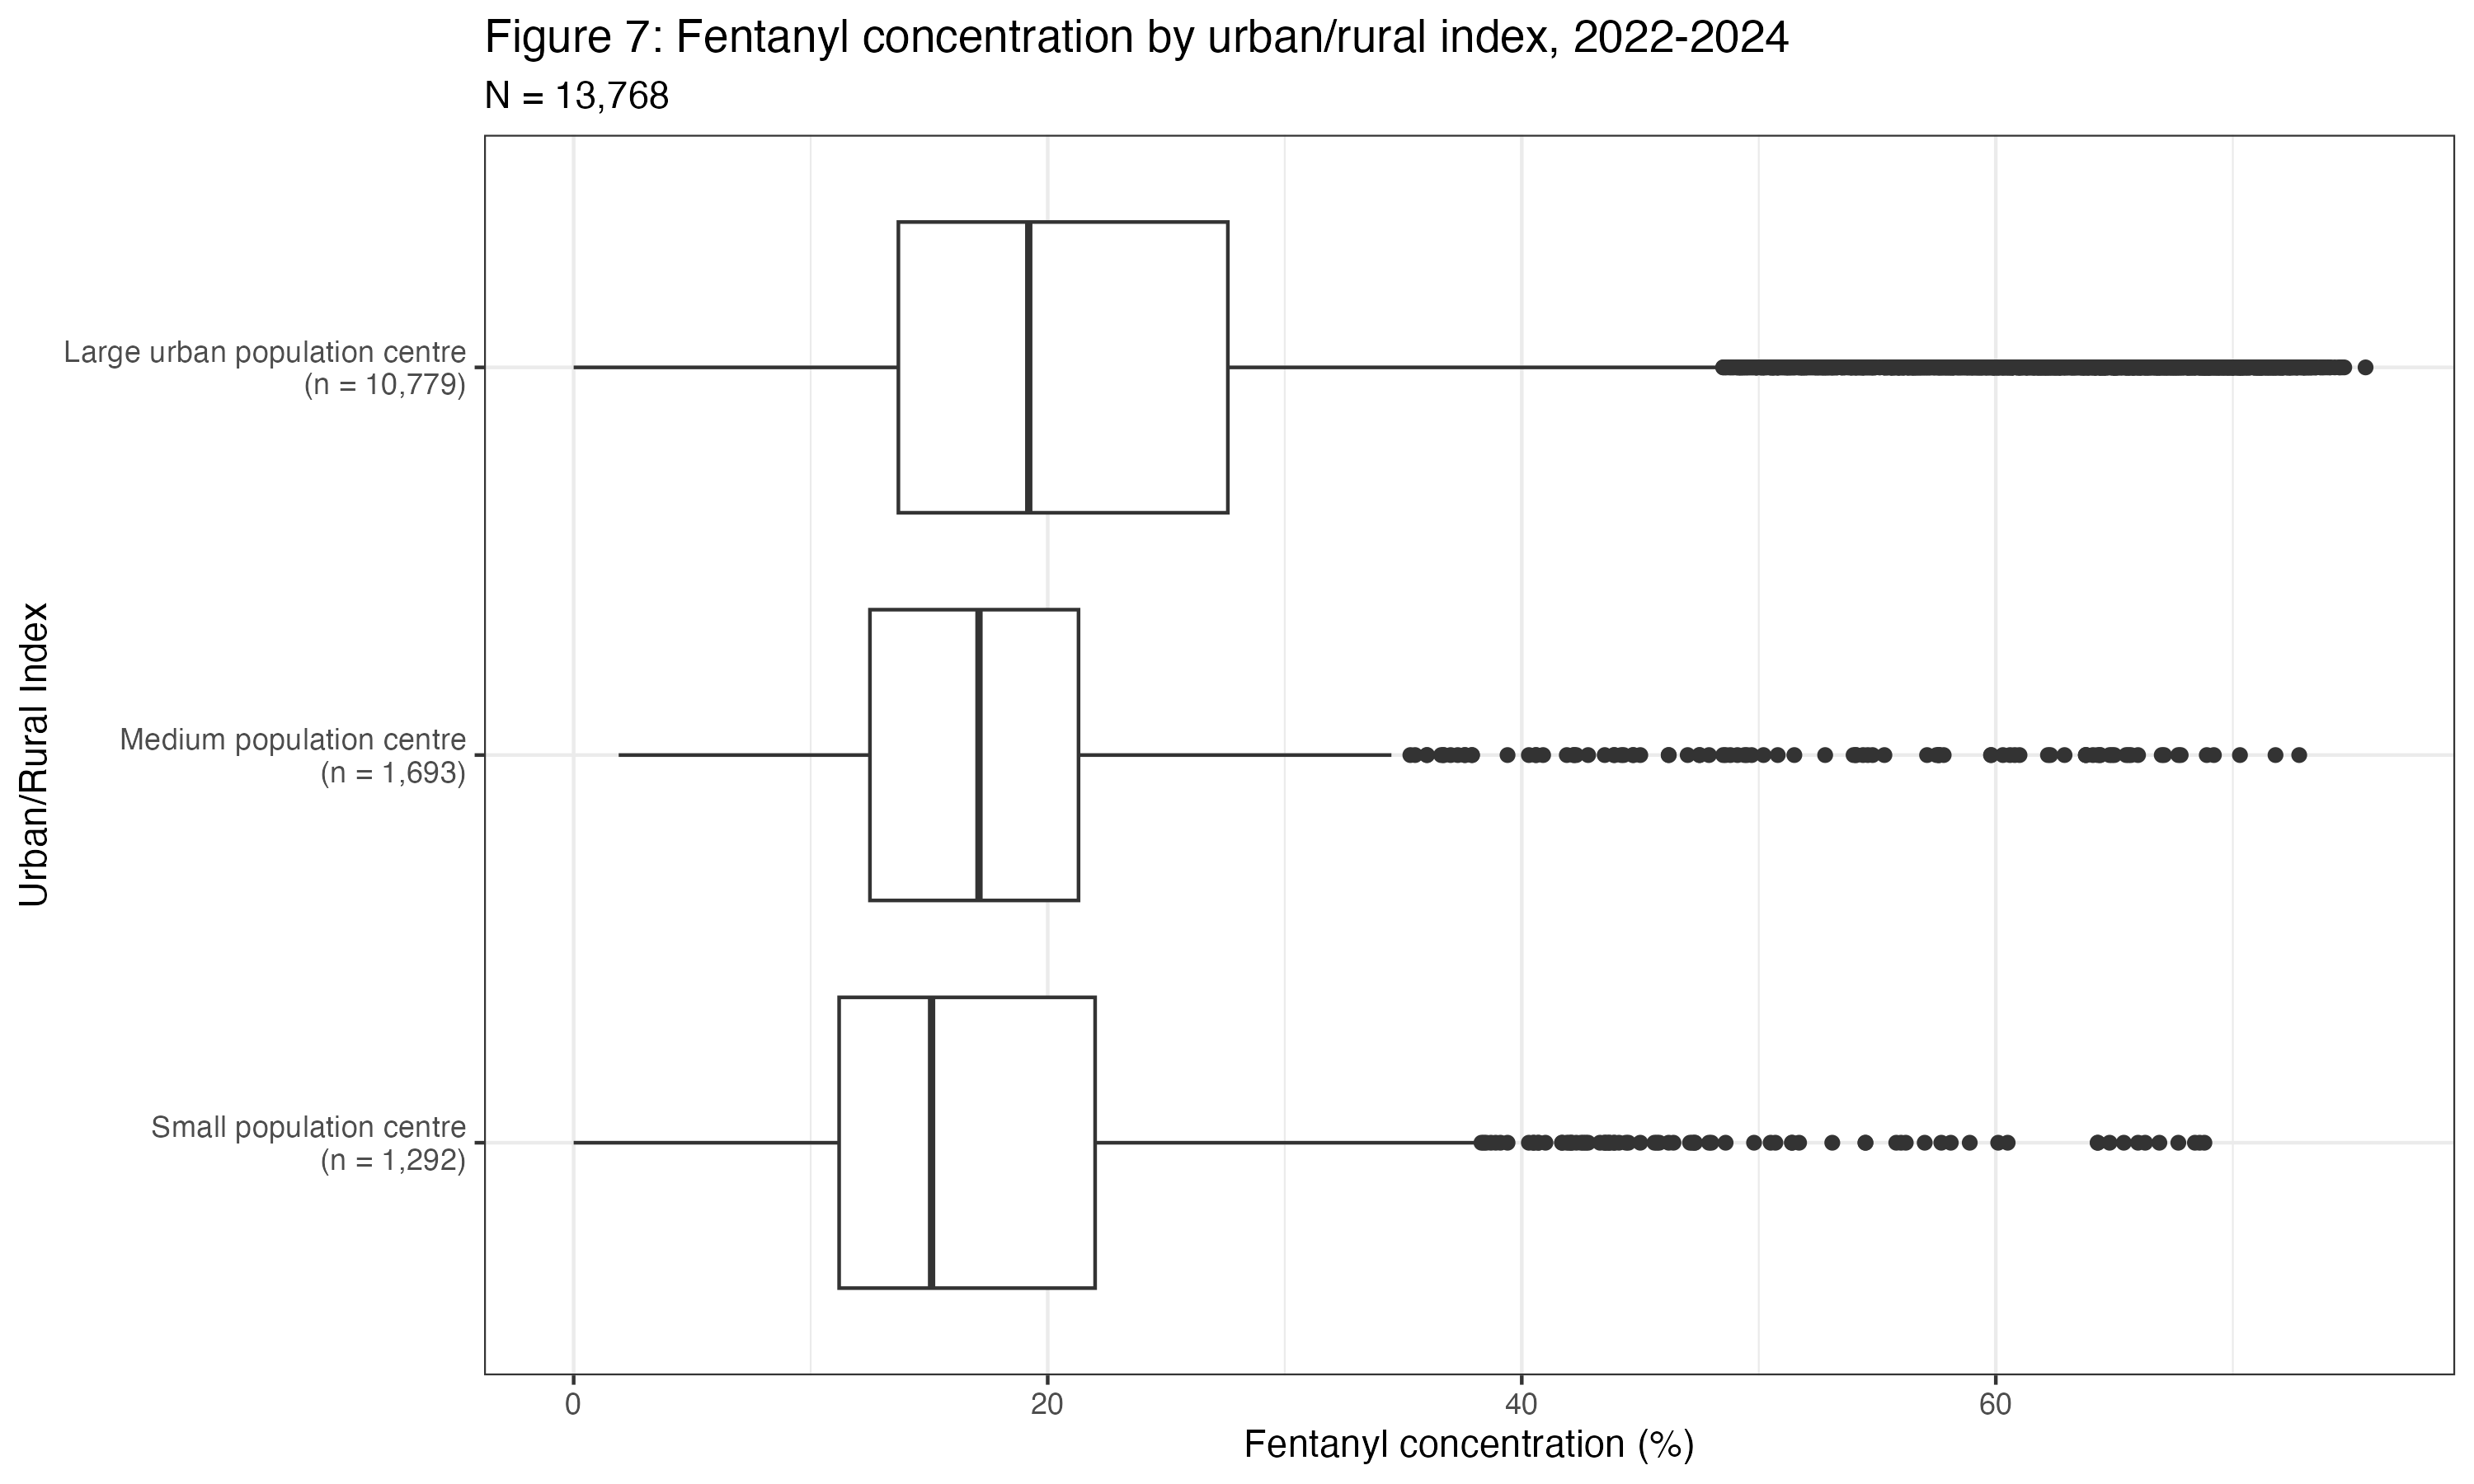 Figure 7: Fentanyl concentration by urban/rural index, 2022-2024
N = 13,768
Urban/Rural Index
Large urban population centre
(n = 10,779)
Medium population centre
(n = 1,693)
Small population centre
(n = 1,292)
0 20 40 60
Fentanyl concentration (%)